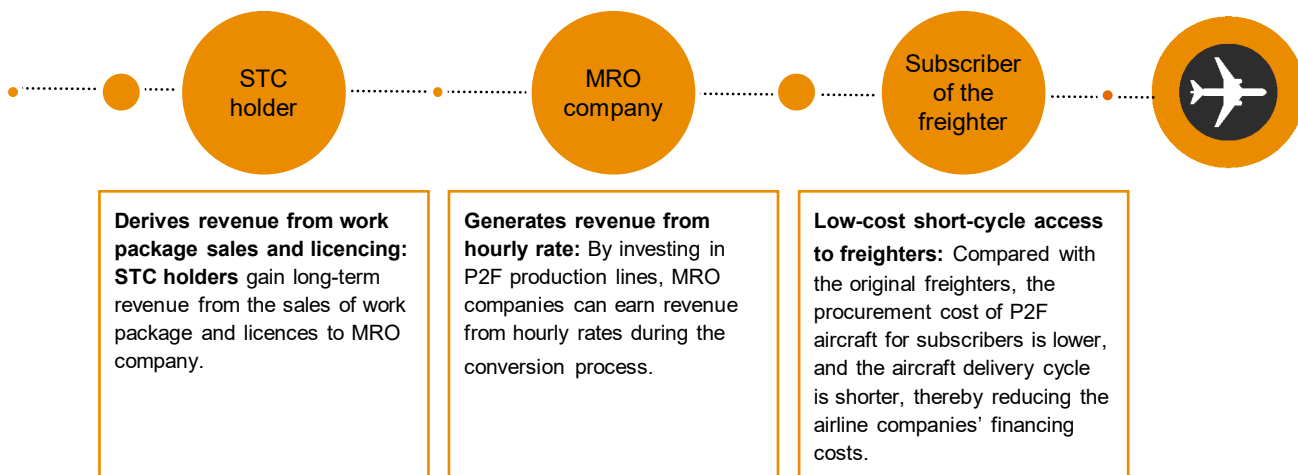 STC
holder
MRO
company
Subscriber
of the
freighter
Derives revenue from work
package sales and licencing:
STC holders gain long-term
revenue from the sales of work
package and licences to MRO
company.
Generates revenue from
hourly rate: By investing in
P2F production lines, MRO
companies can earn revenue
from hourly rates during the
conversion process.
Low-cost short-cycle access
to freighters: Compared with
the original freighters, the
procurement cost of P2F
aircraft for subscribers is lower,
and the aircraft delivery cycle
is shorter, thereby reducing the
airline companies’ financing
costs.